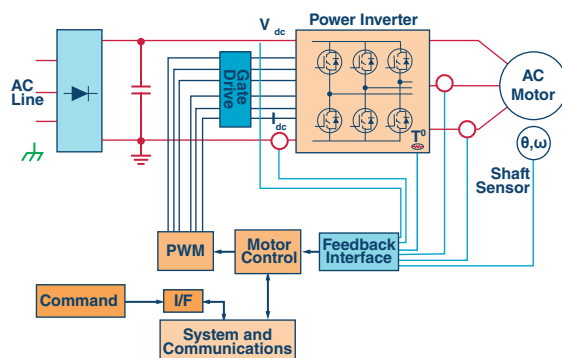 V dc
Power Inverter
AC
Line
Gate
Drive
I dc
T⁰
AC
Motor
θ,ω
Shaft
Sensor
PWM
Motor
Control
Feedback
Interface
Command
I/F
System and
Communications